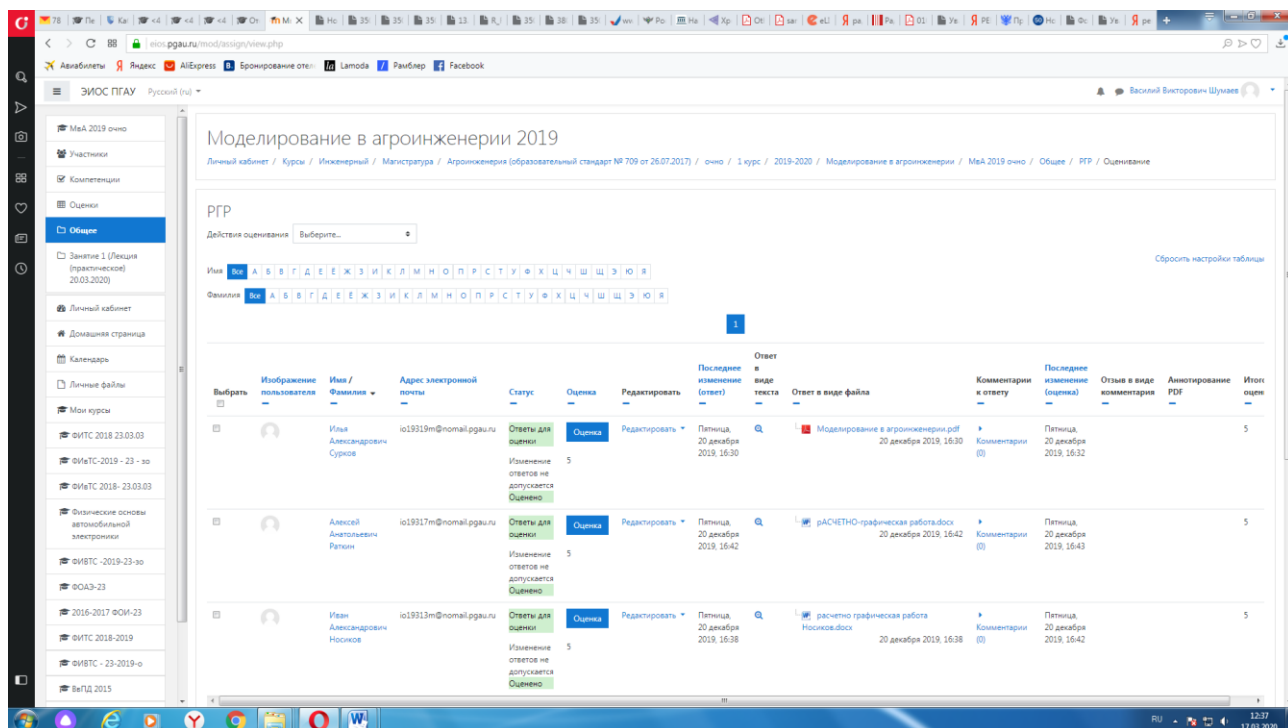 eios.pgau.ru/mod/assign/view.php
Авиабилеты Яндекс AliExpress Бронирование отел Lamoda Рамблер Facebook
ЭИОС ПГАУ Русский (ru)
Василий Викторович Шумаев
МвА 2019 очно
Участники
Компетенции
Оценки
Общее
Занятие 1 (Лекция
(практическое)
20.03.2020)
Личный кабинет
Домашняя страница
Календарь
Личные файлы
Мои курсы
ФИТС 2018 23.03.03
ФИвТС-2019 - 23 - зо
ФИвТС 2018- 23.03.03
Физические основы
автомобильной
электроники
ФИВТС -2019-23-зо
ФОАЭ-23
2016-2017 ФОИ-23
ФИТС 2018-2019
ФИВТС - 23-2019-о
ВвПД 2015
Моделирование в агроинженерии 2019
Личный кабинет / Курсы / Инженерный / Магистратура / Агроинженерия (образовательный стандарт № 709 от 26.07.2017) / очно / 1 курс / 2019-2020 / Моделирование в агроинженерии / МвА 2019 очно / Общее / РГР / Оценивание
РГР
Действия оценивания Выберите...
Сбросить настройки таблицы
Имя Все А Б В Г Д Е Ё Ж З И К Л М Н О П Р С Т У Ф Х Ц Ч Ш Щ Э Ю Я
Фамилия Все А Б В Г Д Е Ё Ж З И К Л М Н О П Р С Т У Ф Х Ц Ч Ш Щ Э Ю Я
1
Выбрать
Изображение
пользователя
Имя /
Фамилия
Адрес электронной
почты
Статус
Оценка
Редактировать
Последнее
изменение
(ответ)
Ответ
в
виде
текста
Ответ в виде файла
Комментарии
к ответу
Последнее
изменение
(оценка)
Отзыв в виде
комментария
Аннотирование
PDF
Итого
оцен
Илья
Александрович
Сурков
io19319m@nomail.pgau.ru
Ответы для
оценки
Изменение
ответов не
допускается
Оценено
Оценка
5
Редактировать
Пятница,
20 декабря
2019, 16:30
Моделирование в агроинженерии.pdf
20 декабря 2019, 16:30
Комментарии
(0)
Пятница,
20 декабря
2019, 16:32
5
Алексей
Анатольевич
Раткин
io19317m@nomail.pgau.ru
Ответы для
оценки
Изменение
ответов не
допускается
Оценено
Оценка
5
Редактировать
Пятница,
20 декабря
2019, 16:42
рАСЧЕТНО-графическая работа.docx
20 декабря 2019, 16:42
Комментарии
(0)
Пятница,
20 декабря
2019, 16:43
5
Иван
Александрович
Носиков
io19313m@nomail.pgau.ru
Ответы для
оценки
Изменение
ответов не
допускается
Оценено
Оценка
5
Редактировать
Пятница,
20 декабря
2019, 16:38
расчетно графическая работа
Носиков.docx
20 декабря 2019, 16:38
Комментарии
(0)
Пятница,
20 декабря
2019, 16:42
5
RU
12:37
17.03.2020